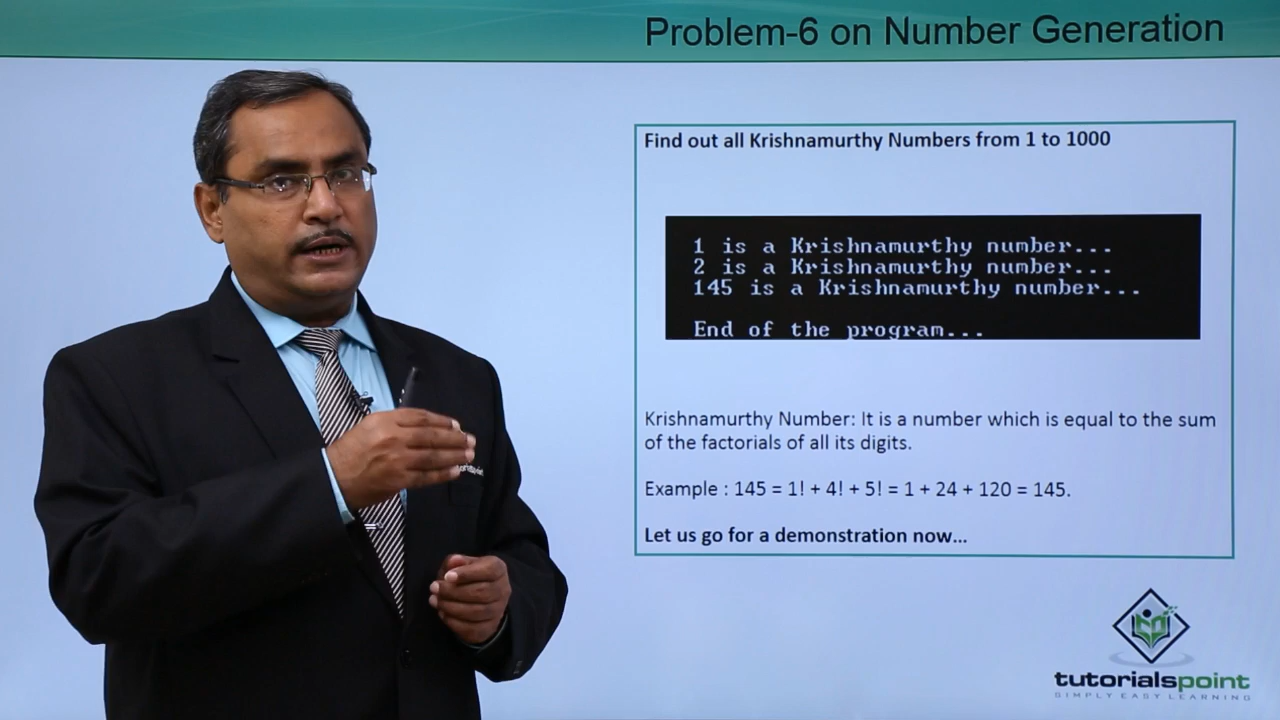 Problem-6 on Number Generation
Find out all Krishnamurthy Numbers from 1 to 1000
1 is a Krishnamurthy number...
2 is a Krishnamurthy number...
145 is a Krishnamurthy number...
End of the program...
Krishnamurthy Number: It is a number which is equal to the sum
of the factorials of all its digits.
Example : 145 = 1! + 4! + 5! = 1 + 24 + 120 = 145.
Let us go for a demonstration now...
tutorialspoint
SIMPLY EASY LEARNING